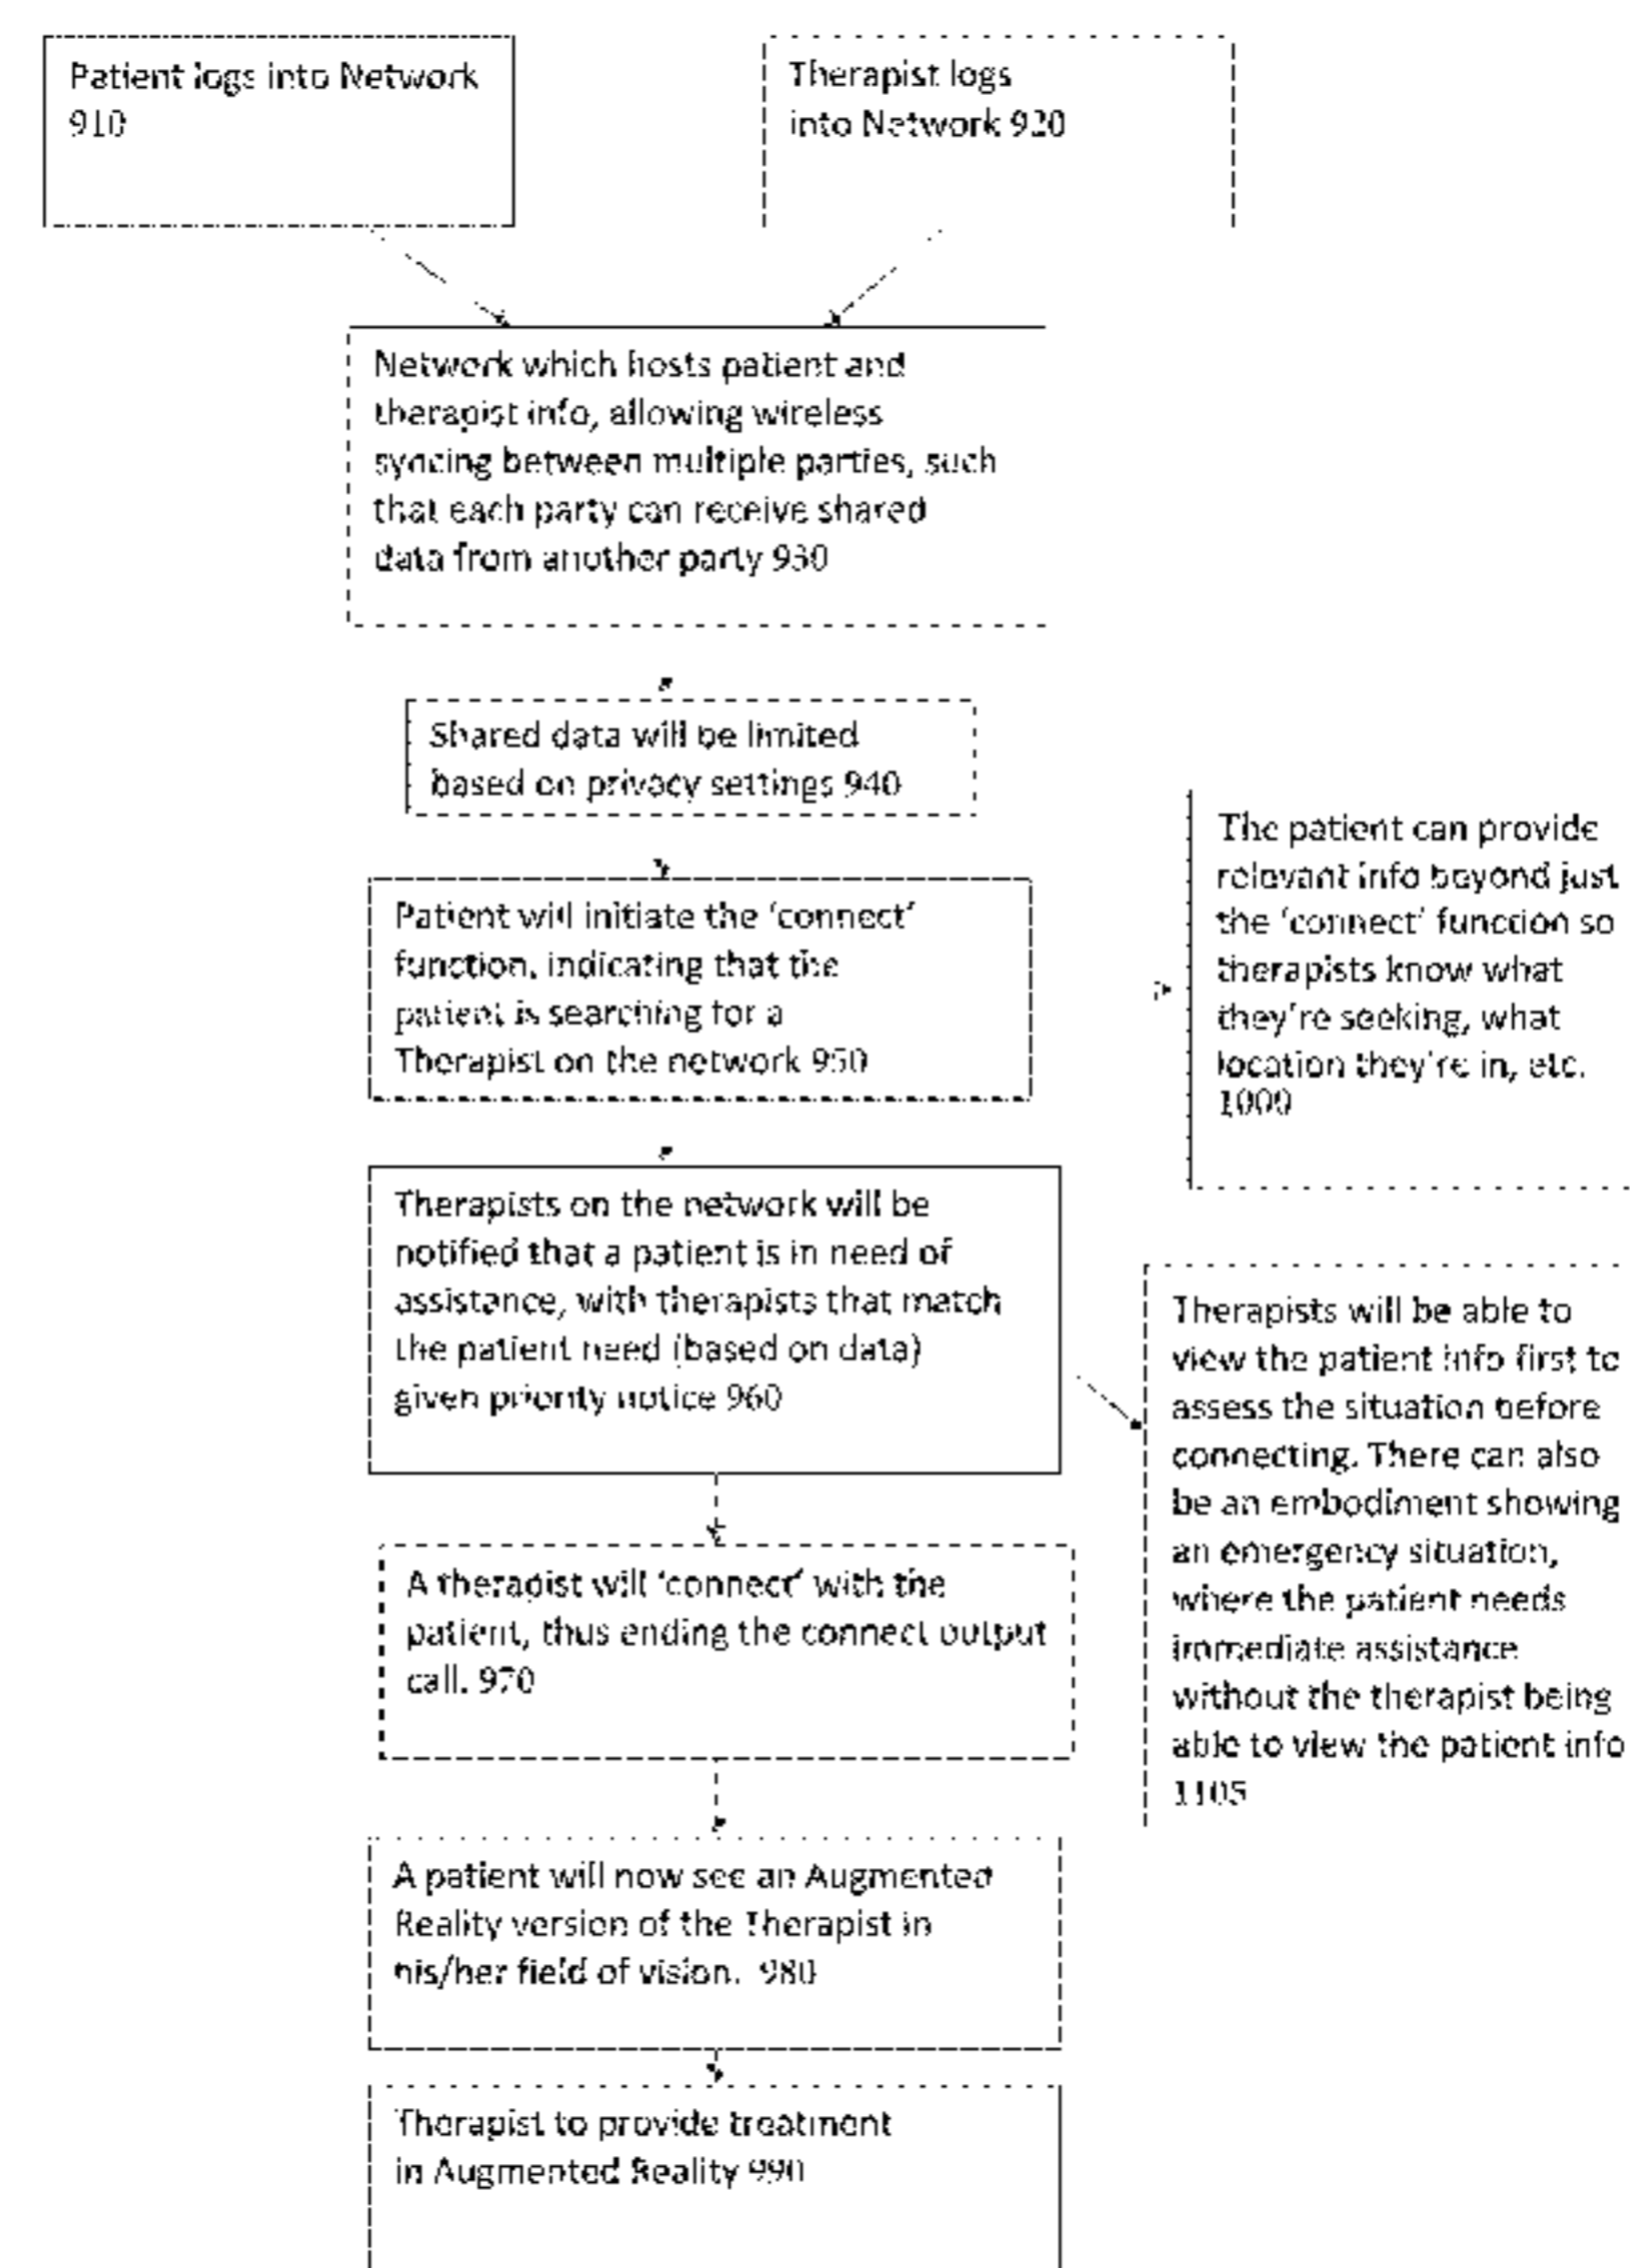 Patient logs into Network
910
Therapist logs
into Network 920
Network which hosts patient and
therapist info, allowing wireless
syncing between multiple parties, such
that each party can receive shared
data from another party 930
Shared data will be limited
based on privacy settings 940
Patient will initiate the ‘connect’
function, indicating that the
patient is searching for a
Therapist on the network 950
The patient can provide
relevant info beyond just
the ‘connect’ function so
therapists know what
they’re seeking, what
location they’re in, etc.
1000
Therapists on the network will be
notified that a patient is in need of
assistance, with therapists that match
the patient need (based on data)
given priority notice 960
Therapists will be able to
view the patient info first to
assess the situation before
connecting. There can also
be an embodiment showing
an emergency situation,
where the patient needs
immediate assistance
without the therapist being
able to view the patient info
1105
A therapist will ‘connect’ with the
patient, thus ending the connect output
call. 970
A patient will now see an Augmented
Reality version of the Therapist in
his/her field of vision. 980
Therapist to provide treatment
in Augmented Reality 990